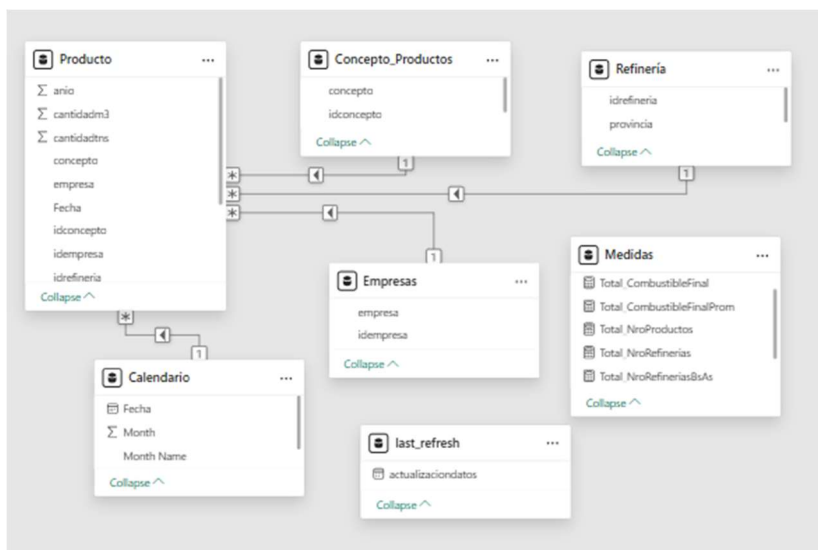 Producto
anio
cantidadm3
cantidadtns
concepto
empresa
Fecha
idconcepto
idempresa
idrefineria
Collapse
Concepto_Productos
concepto
idconcepto
Collapse
Refinería
idrefineria
provincia
Collapse
* 1
* 1
* 1
Empresas
empresa
idempresa
Collapse
Medidas
Total_CombustibleFinal
Total_CombustibleFinalProm
Total_NroProductos
Total_NroRefinerias
Total_NroRefineriasBsAs
Collapse
* 1
Calendario
Fecha
Month
Month Name
Collapse
last_refresh
actualizaciondatos
Collapse